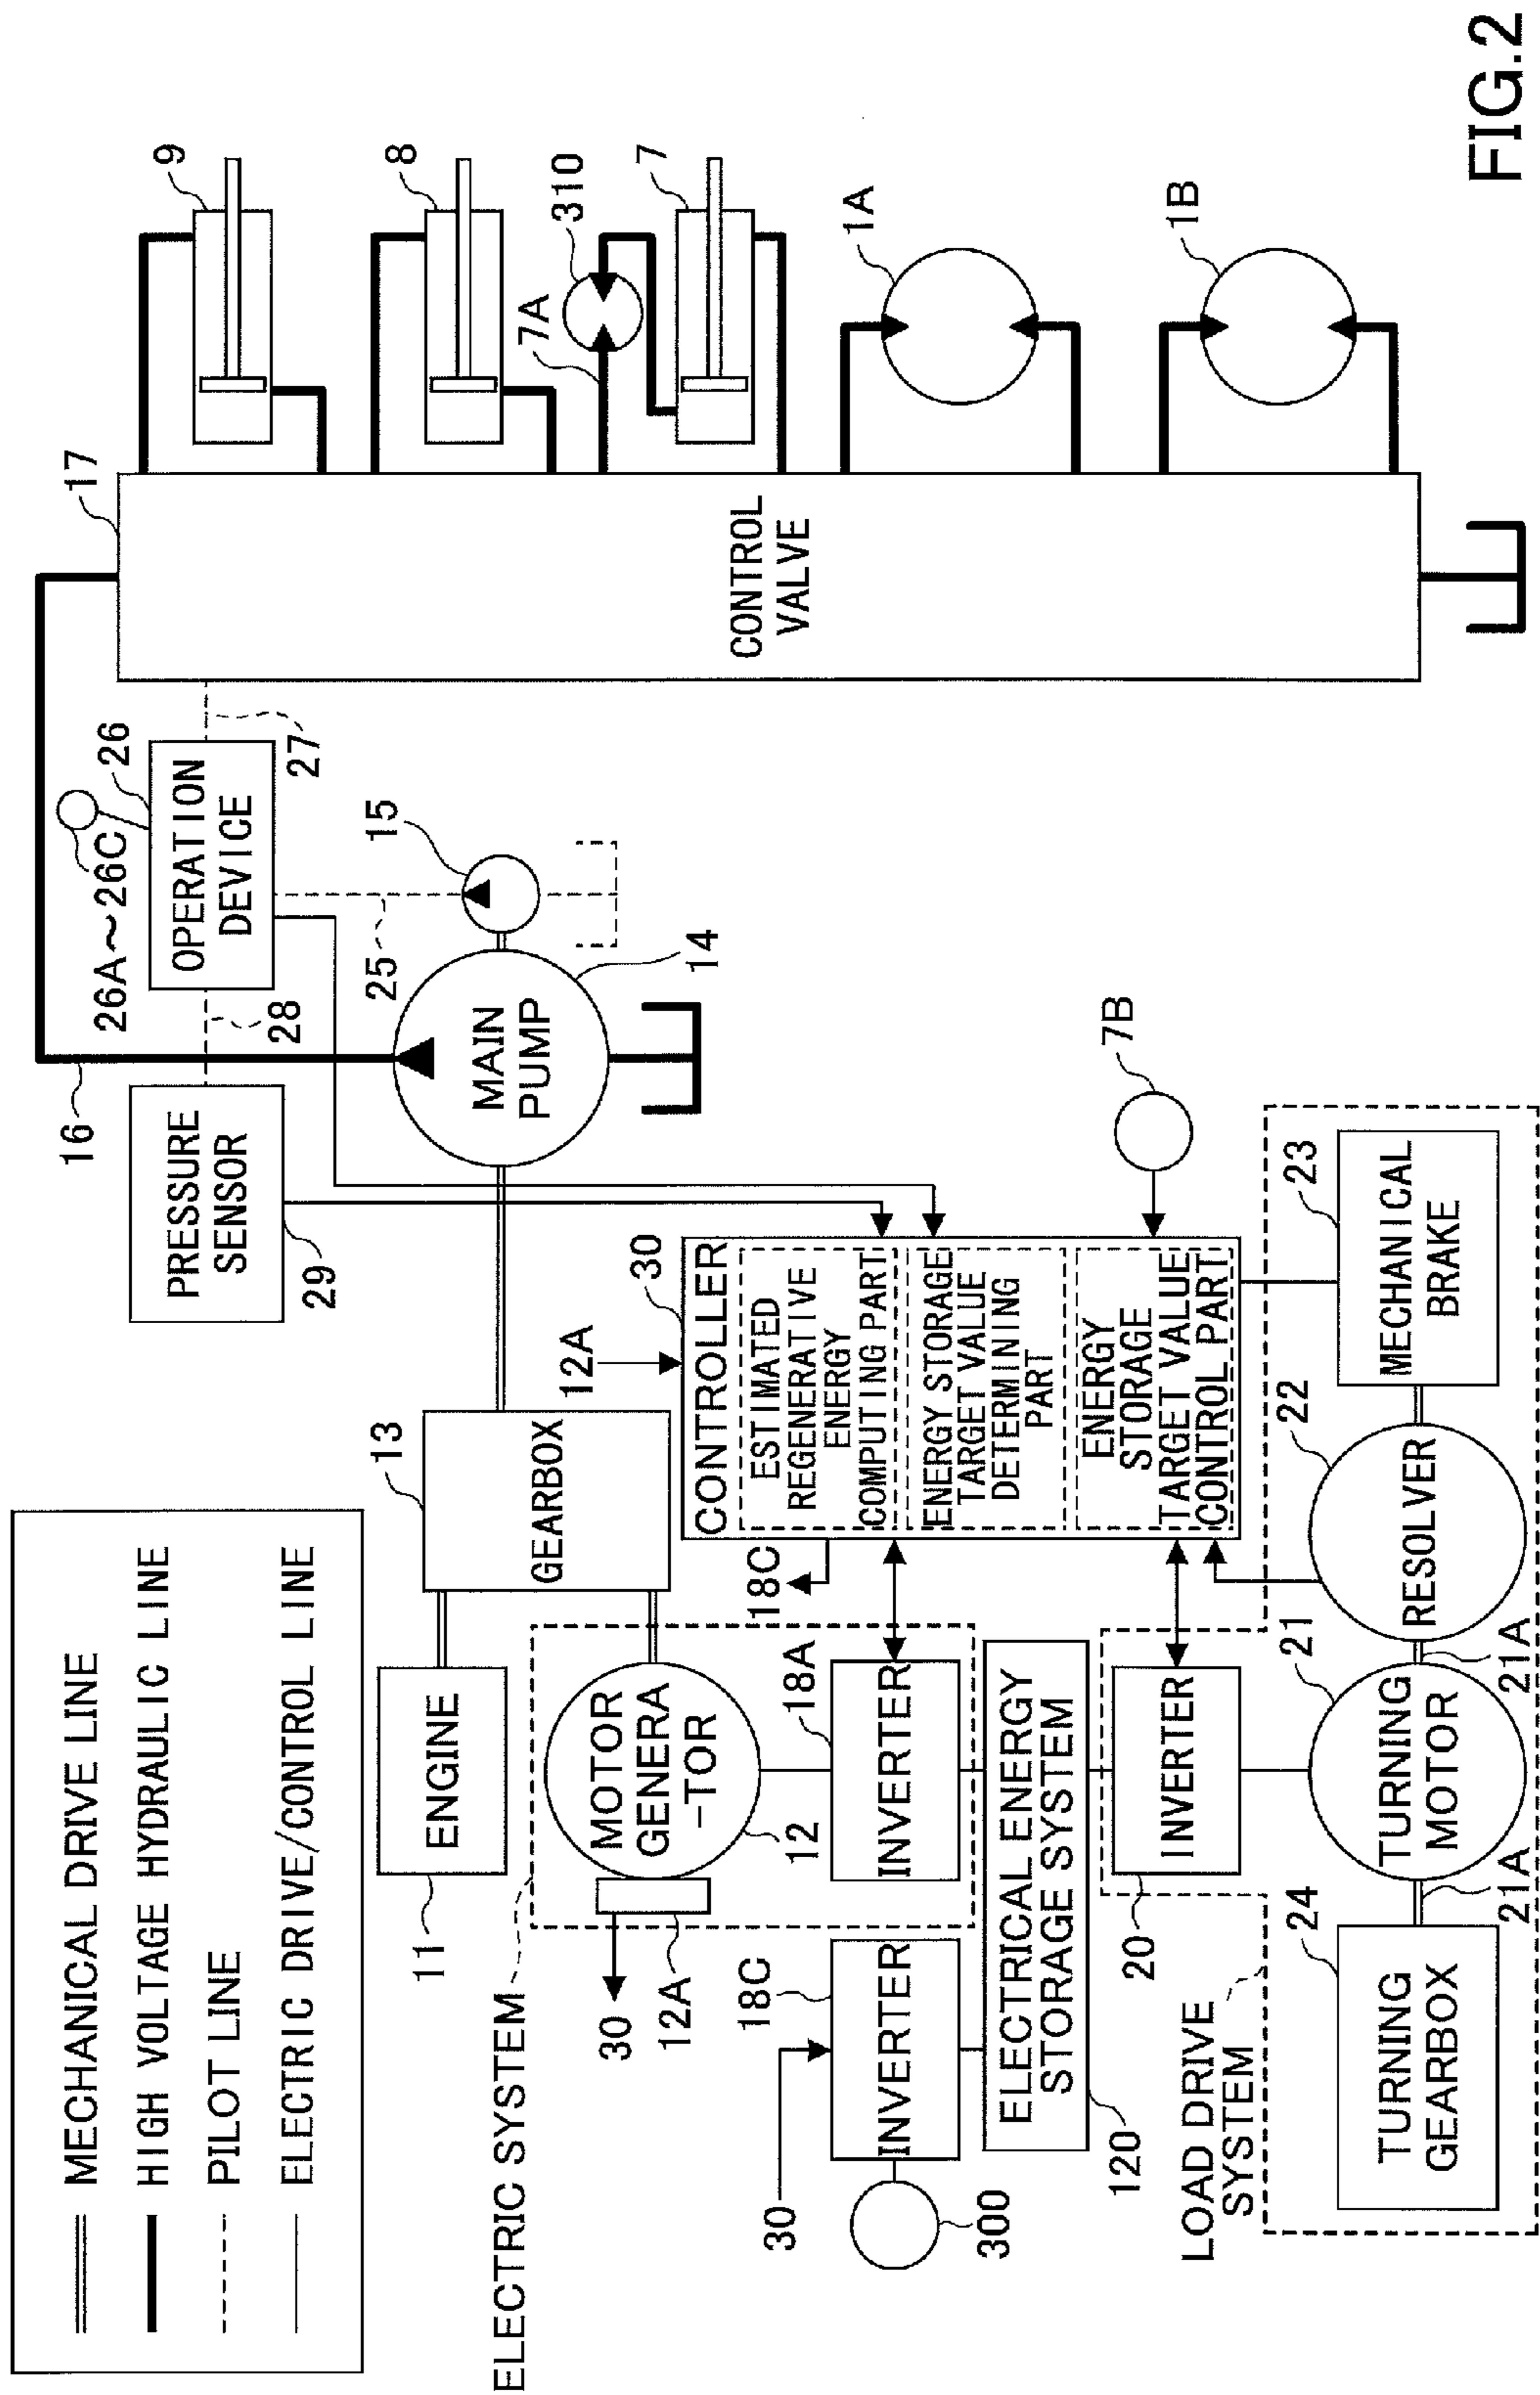 MECHANICAL DRIVE LINE
HIGH VOLTAGE HYDRAULIC LINE
PILOT LINE
ELECTRIC DRIVE/CONTROL LINE
16
PRESSURE
SENSOR
29
28
26A~26C
26
OPERATION
DEVICE
27
25
15
17
CONTROL
VALVE
9
8
310
7A
7
1A
1B
11
ENGINE
13
GEARBOX
MAIN
PUMP
14
ELECTRIC SYSTEM
30
12A
MOTOR
GENERA
-TOR
12
18A
INVERTER
18C
12A
30
CONTROLLER
ESTIMATED
REGENERATIVE
ENERGY
COMPUTING PART
ENERGY STORAGE
TARGET VALUE
DETERMINING
PART
ENERGY
STORAGE
TARGET VALUE
CONTROL PART
7B
30
18C
INVERTER
300
ELECTRICAL ENERGY
STORAGE SYSTEM
120
LOAD DRIVE
SYSTEM
20
INVERTER
24
TURNING
GEARBOX
21A
21
TURNING
MOTOR
21A
22
RESOLVER
23
MECHANICAL
BRAKE
FIG.2